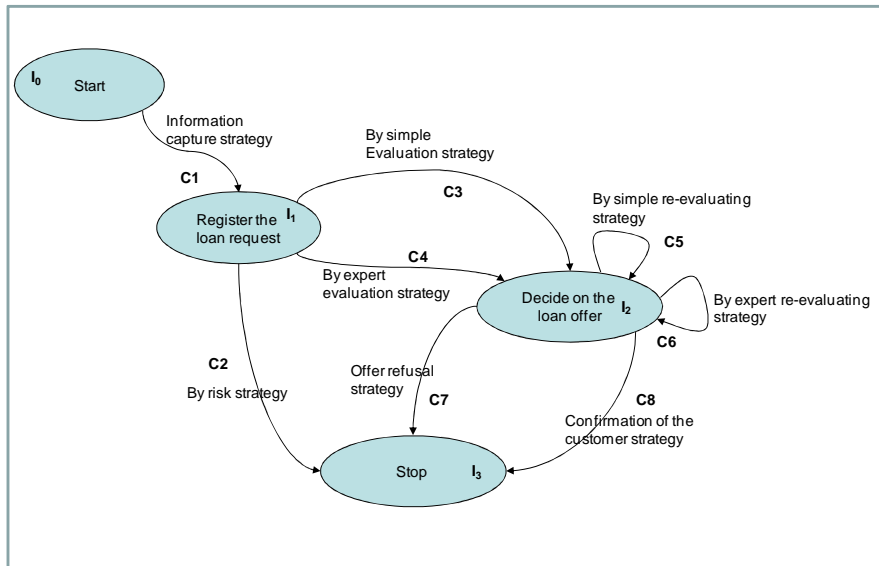 I0
Start
Information
capture strategy
C1
By simple
Evaluation strategy
C3
Register the
loan request
I1
C4
By expert
evaluation strategy
By simple re-evaluating
strategy
C5
Decide on the
loan offer
I2
By expert re-evaluating
strategy
C6
C2
By risk strategy
Offer refusal
strategy
C7
C8
Confirmation of the
customer strategy
Stop
I3